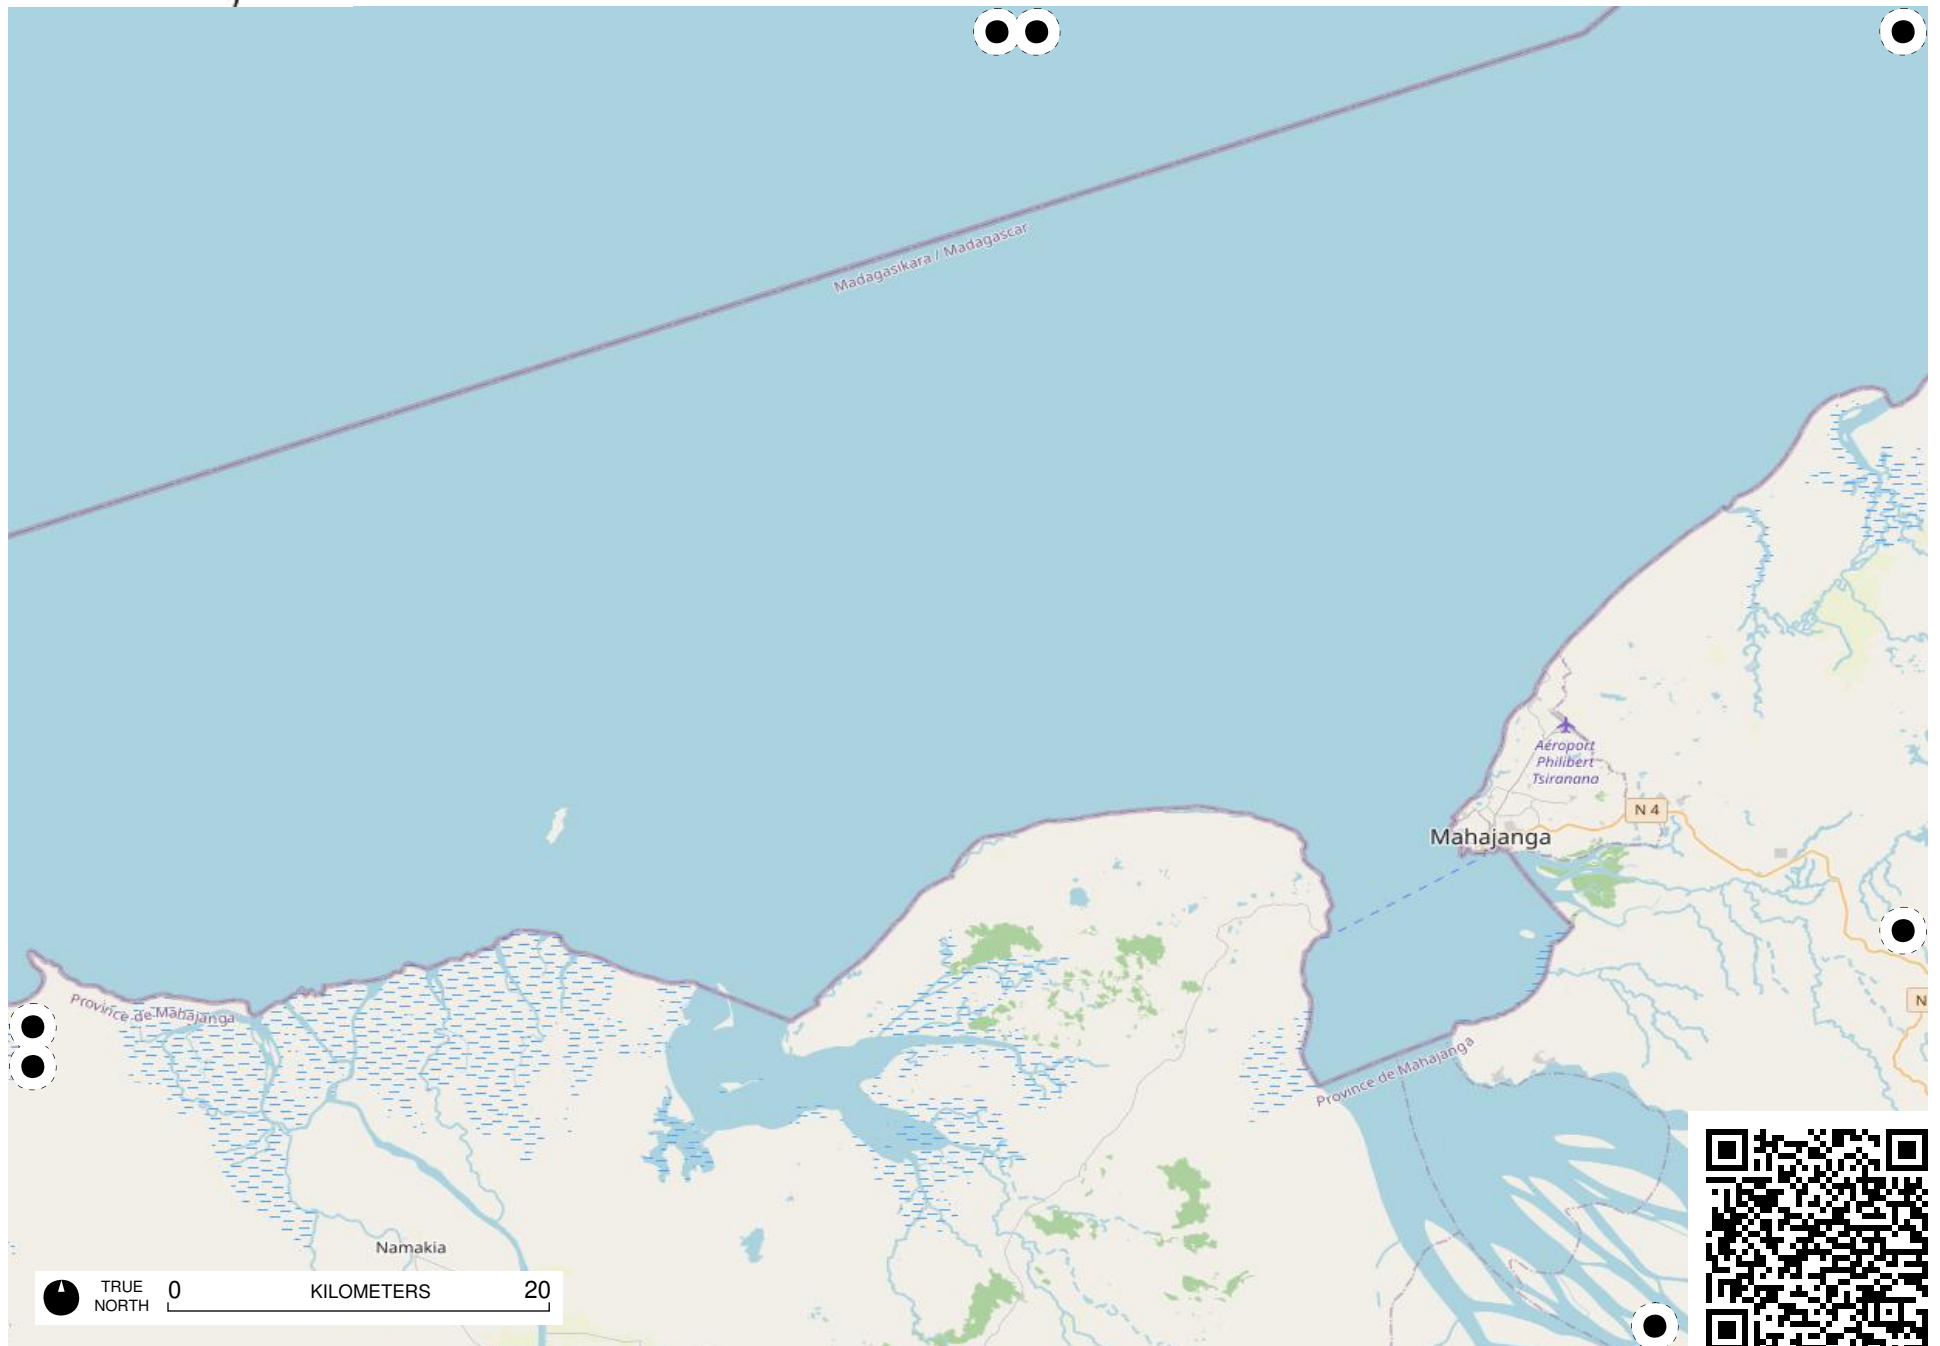 Madagasikara / Madagascar
Aéroport
Philibert
Tsiranana
N 4
Mahajanga
Province de Mahajanga
N
Province de Mahajanga
Namakia
TRUE
NORTH
0
KILOMETERS
20